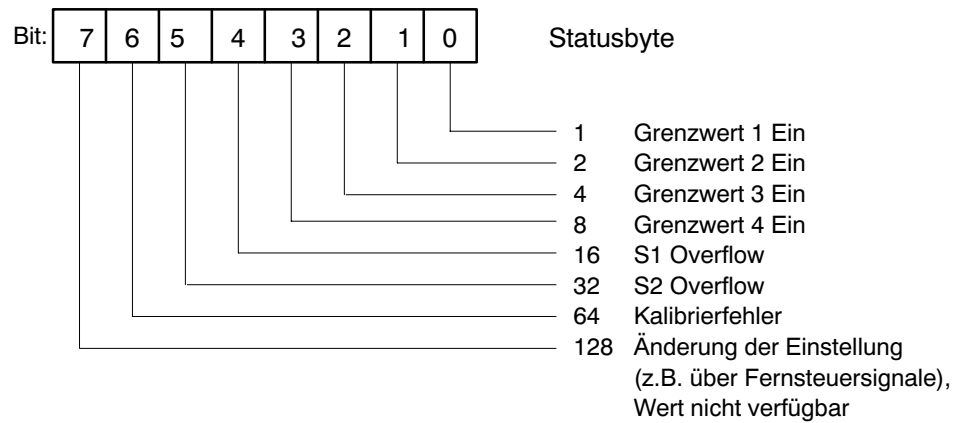 Bit: 7 6 5 4 3 2 1 0 Statusbyte
1 Grenzwert 1 Ein
2 Grenzwert 2 Ein
4 Grenzwert 3 Ein
8 Grenzwert 4 Ein
16 S1 Overflow
32 S2 Overflow
64 Kalibrierfehler
128 Änderung der Einstellung
(z.B. über Fernsteuersignale),
Wert nicht verfügbar